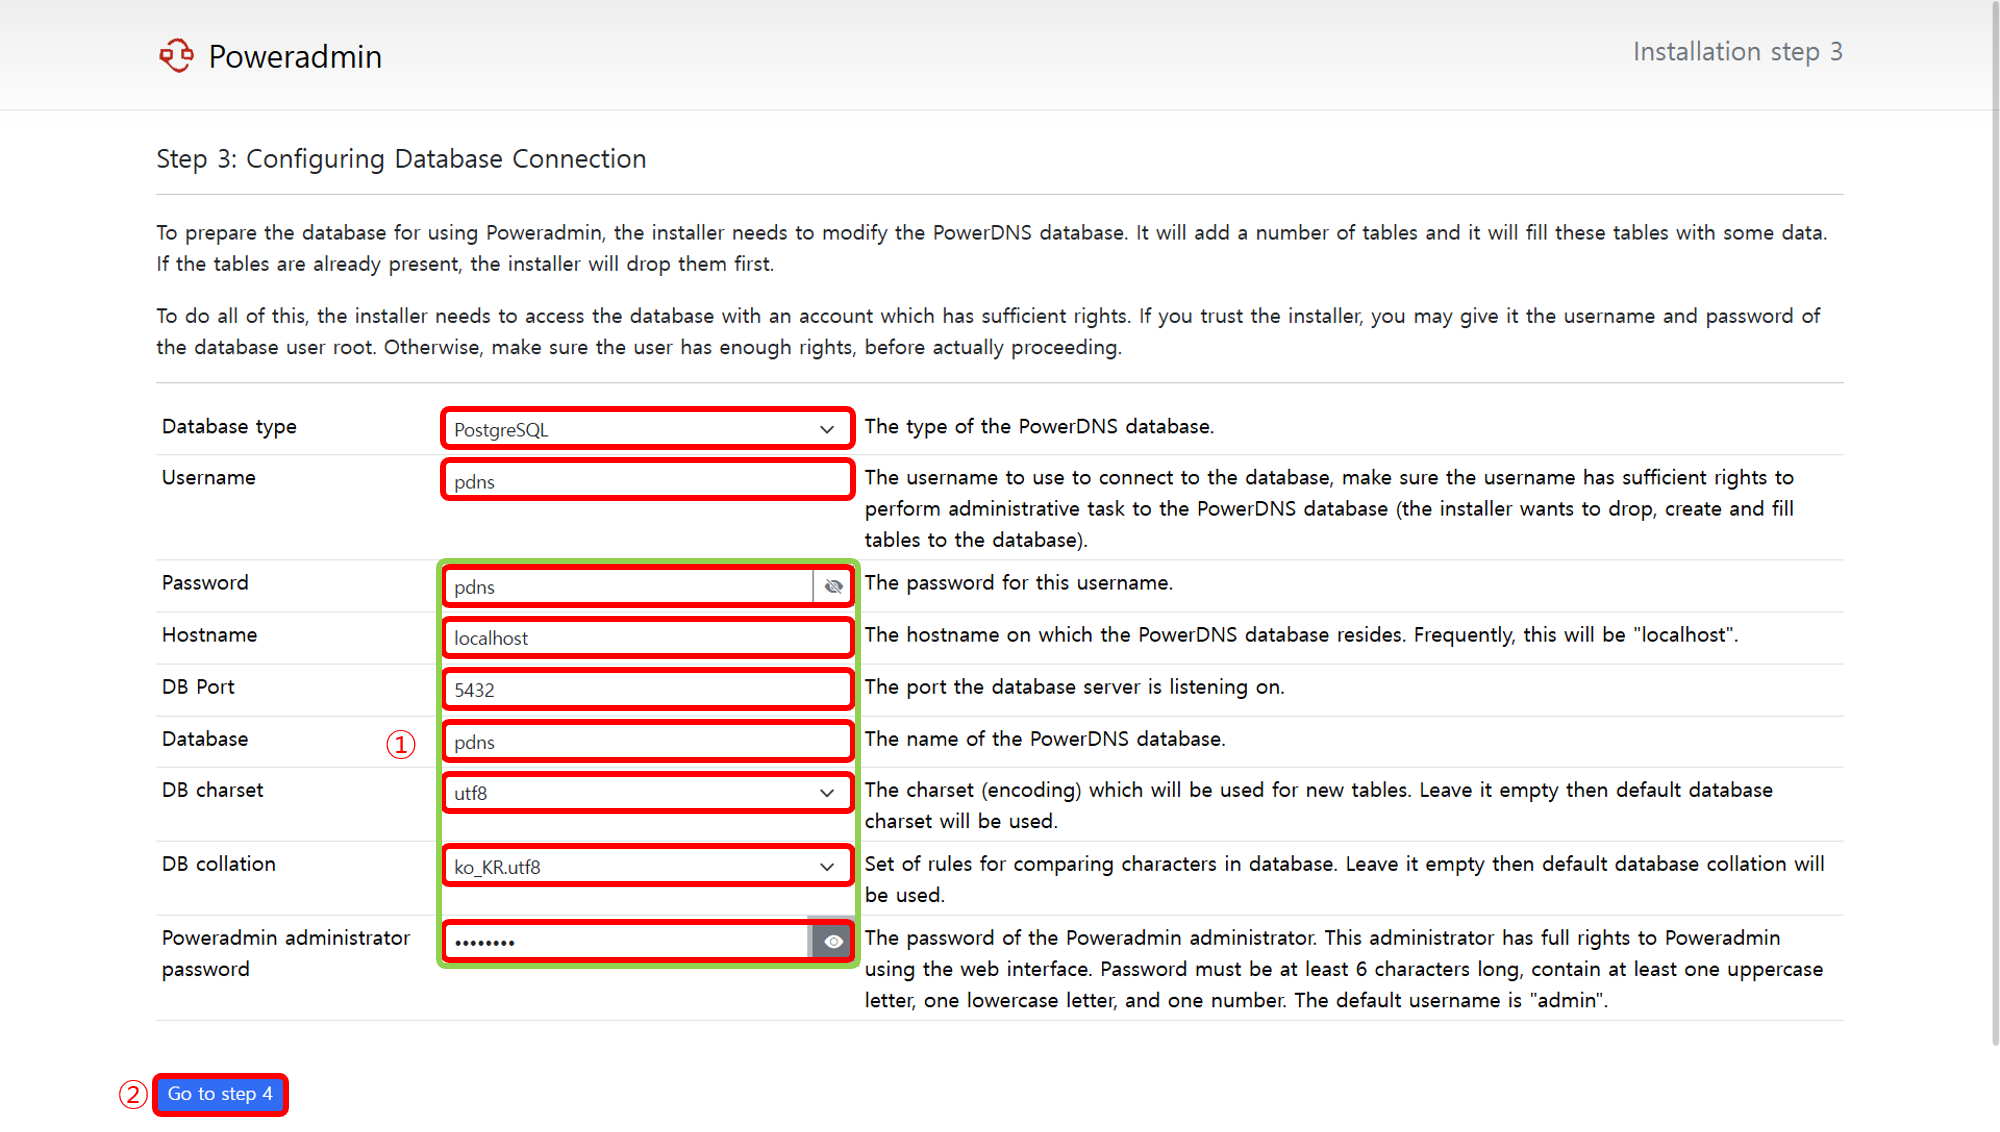 Poweradmin
Installation step 3
Step 3: Configuring Database Connection
To prepare the database for using Poweradmin, the installer needs to modify the PowerDNS database. It will add a number of tables and it will fill these tables with some data.
If the tables are already present, the installer will drop them first.
To do all of this, the installer needs to access the database with an account which has sufficient rights. If you trust the installer, you may give it the username and password of
the database user root. Otherwise, make sure the user has enough rights, before actually proceeding.
Database type
PostgreSQL
The type of the PowerDNS database.
Username
pdns
The username to use to connect to the database, make sure the username has sufficient rights to
perform administrative task to the PowerDNS database (the installer wants to drop, create and fill
tables to the database).
Password
pdns
The password for this username.
Hostname
localhost
The hostname on which the PowerDNS database resides. Frequently, this will be "localhost".
DB Port
5432
The port the database server is listening on.
Database
①
pdns
The name of the PowerDNS database.
DB charset
utf8
The charset (encoding) which will be used for new tables. Leave it empty then default database
charset will be used.
DB collation
ko_KR.utf8
Set of rules for comparing characters in database. Leave it empty then default database collation will
be used.
Poweradmin administrator
password
••••••••
The password of the Poweradmin administrator. This administrator has full rights to Poweradmin
using the web interface. Password must be at least 6 characters long, contain at least one uppercase
letter, one lowercase letter, and one number. The default username is "admin".
②
Go to step 4